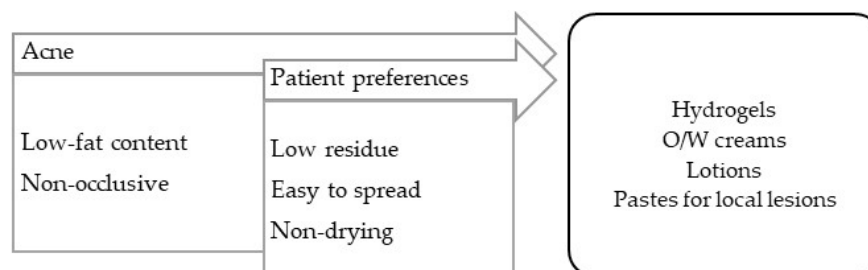 Acne
Low-fat content
Non-occlusive
Patient preferences
Low residue
Easy to spread
Non-drying
Hydrogels
O/W creams
Lotions
Pastes for local lesions